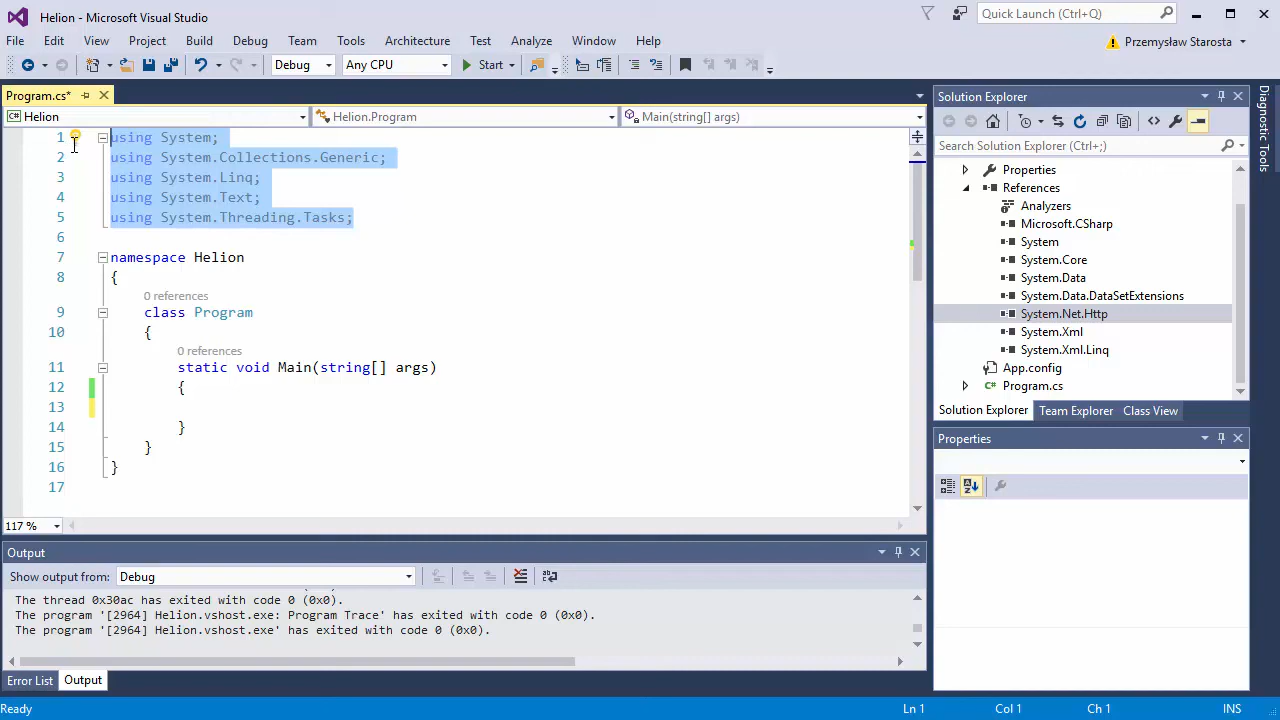 Helion - Microsoft Visual Studio
Quick Launch (Ctrl+Q)
File Edit View Project Build Debug Team Tools Architecture Test Analyze Window Help
Przemysław Starosta
Debug Any CPU Start
Program.cs*
Helion Helion.Program Main(string[] args)
1 using System;
2 using System.Collections.Generic;
3 using System.Linq;
4 using System.Text;
5 using System.Threading.Tasks;
6
7 namespace Helion
8 {
0 references
9 class Program
10 {
0 references
11 static void Main(string[] args)
12 {
13
14 }
15 }
16 }
17
117 %
Output
Show output from: Debug
The thread 0x30ac has exited with code 0 (0x0).
The program '[2964] Helion.vshost.exe: Program Trace' has exited with code 0 (0x0).
The program '[2964] Helion.vshost.exe' has exited with code 0 (0x0).
Error List Output
Solution Explorer
Search Solution Explorer (Ctrl+;)
Properties
References
Analyzers
Microsoft.CSharp
System
System.Core
System.Data
System.Data.DataSetExtensions
System.Net.Http
System.Xml
System.Xml.Linq
App.config
C# Program.cs
Solution Explorer Team Explorer Class View
Properties
Diagnostic Tools
Ready Ln 1 Col 1 Ch 1 INS